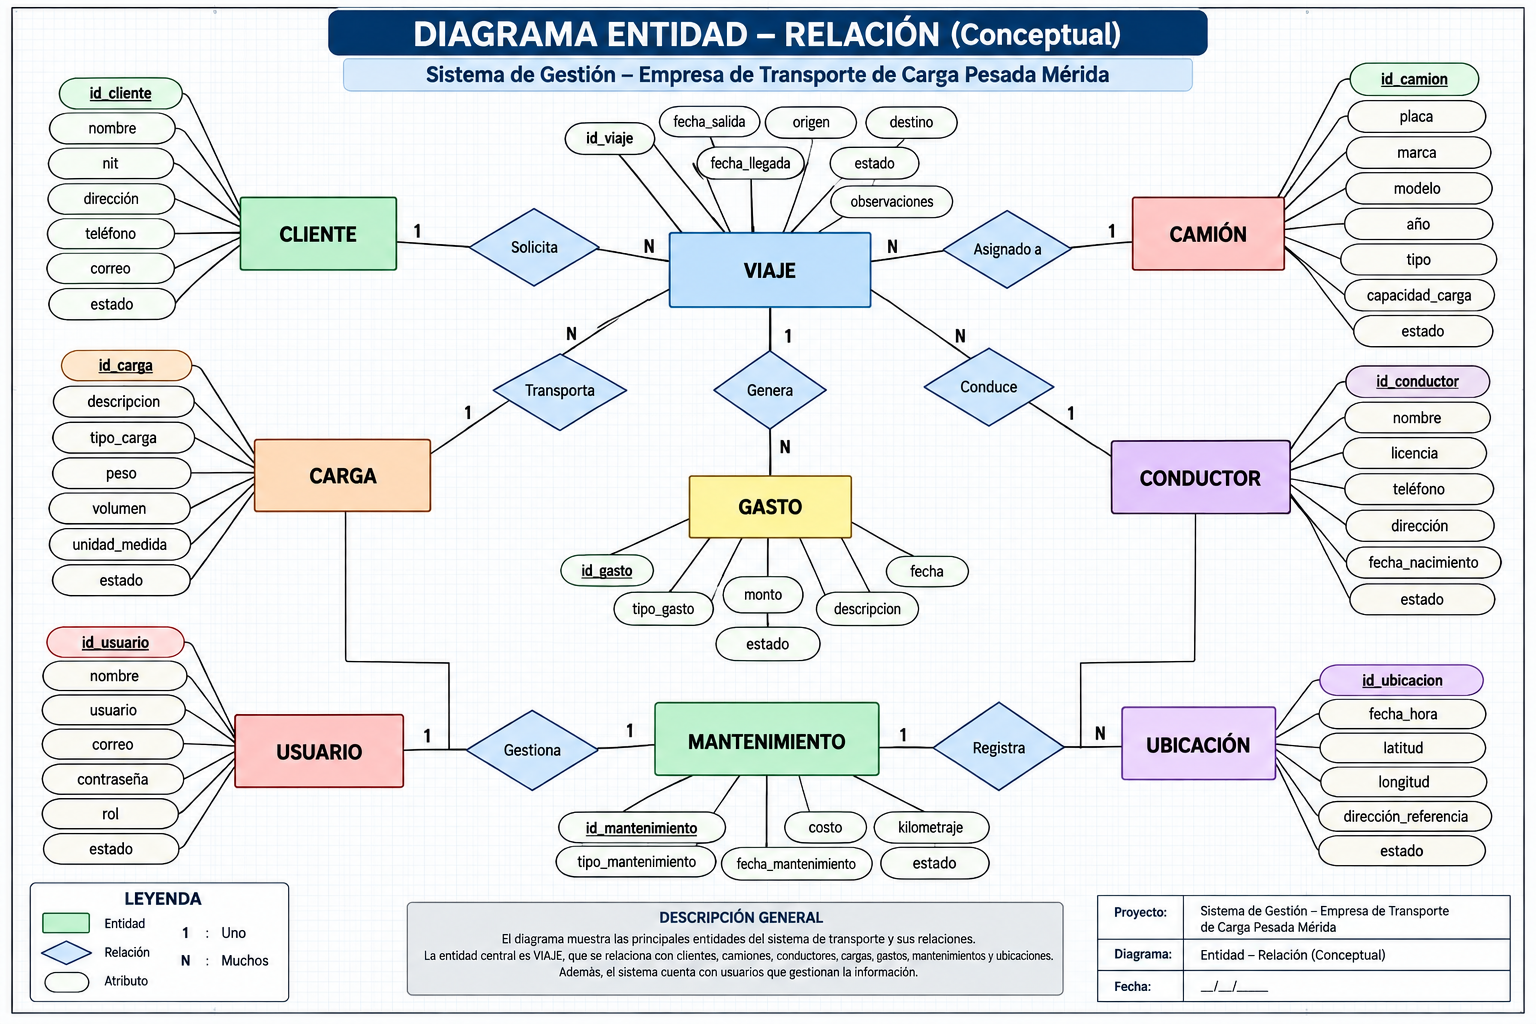 DIAGRAMA ENTIDAD – RELACIÓN (Conceptual)
Sistema de Gestión – Empresa de Transporte de Carga Pesada Mérida
id_cliente
nombre
nit
dirección
teléfono
correo
estado
CLIENTE
1
Solicita
N
id_viaje
fecha_salida
origen
destino
fecha_llegada
estado
observaciones
VIAJE
N
Asignado a
1
CAMIÓN
id_camion
placa
marca
modelo
año
tipo
capacidad_carga
estado
id_carga
descripcion
tipo_carga
peso
volumen
unidad_medida
estado
CARGA
1
Transporta
N
1
Genera
N
GASTO
id_gasto
tipo_gasto
monto
estado
descripcion
fecha
N
Conduce
1
CONDUCTOR
id_conductor
nombre
licencia
teléfono
dirección
fecha_nacimiento
estado
id_usuario
nombre
usuario
correo
contraseña
rol
estado
USUARIO
1
Gestiona
1
MANTENIMIENTO
id_mantenimiento
tipo_mantenimiento
fecha_mantenimiento
costo
kilometraje
estado
1
Registra
N
UBICACIÓN
id_ubicacion
fecha_hora
latitud
longitud
dirección_referencia
estado
LEYENDA
Entidad
Relación
Atributo
1 : Uno
N : Muchos
DESCRIPCIÓN GENERAL
El diagrama muestra las principales entidades del sistema de transporte y sus relaciones.
La entidad central es VIAJE, que se relaciona con clientes, camiones, conductores, cargas, gastos, mantenimientos y ubicaciones.
Además, el sistema cuenta con usuarios que gestionan la información.
Proyecto: Sistema de Gestión – Empresa de Transporte
de Carga Pesada Mérida
Diagrama: Entidad – Relación (Conceptual)
Fecha: __/__/____